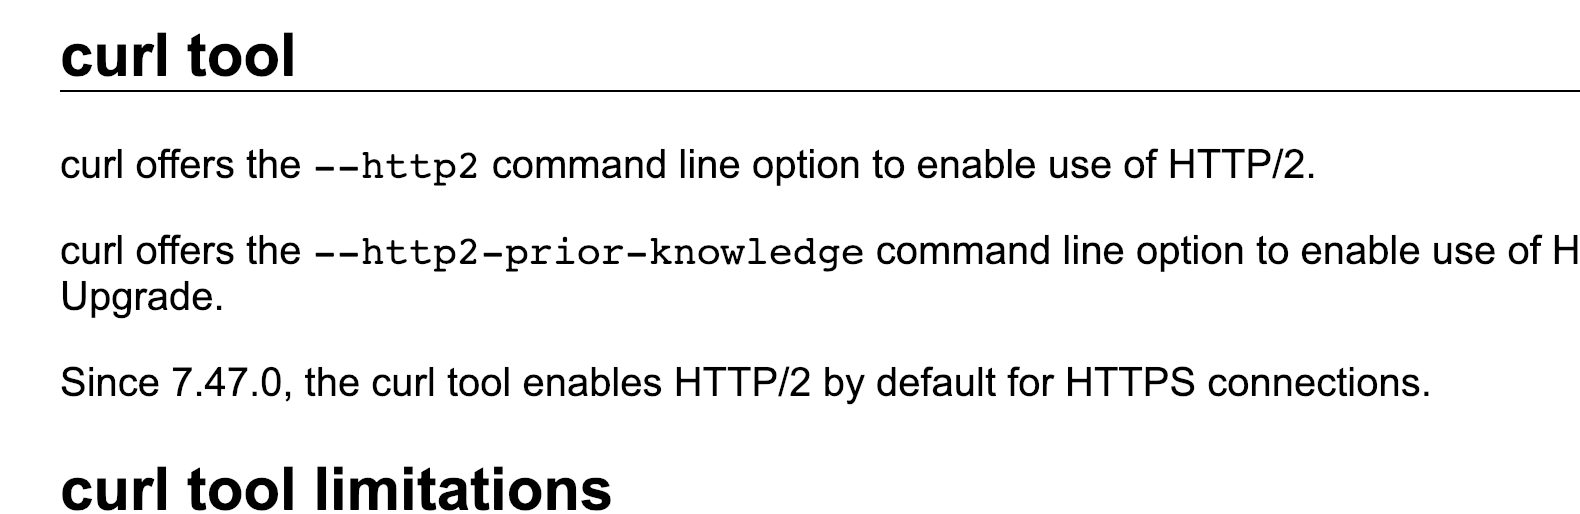 curl tool
curl offers the --http2 command line option to enable use of HTTP/2.
curl offers the --http2-prior-knowledge command line option to enable use of H
Upgrade.
Since 7.47.0, the curl tool enables HTTP/2 by default for HTTPS connections.
curl tool limitations